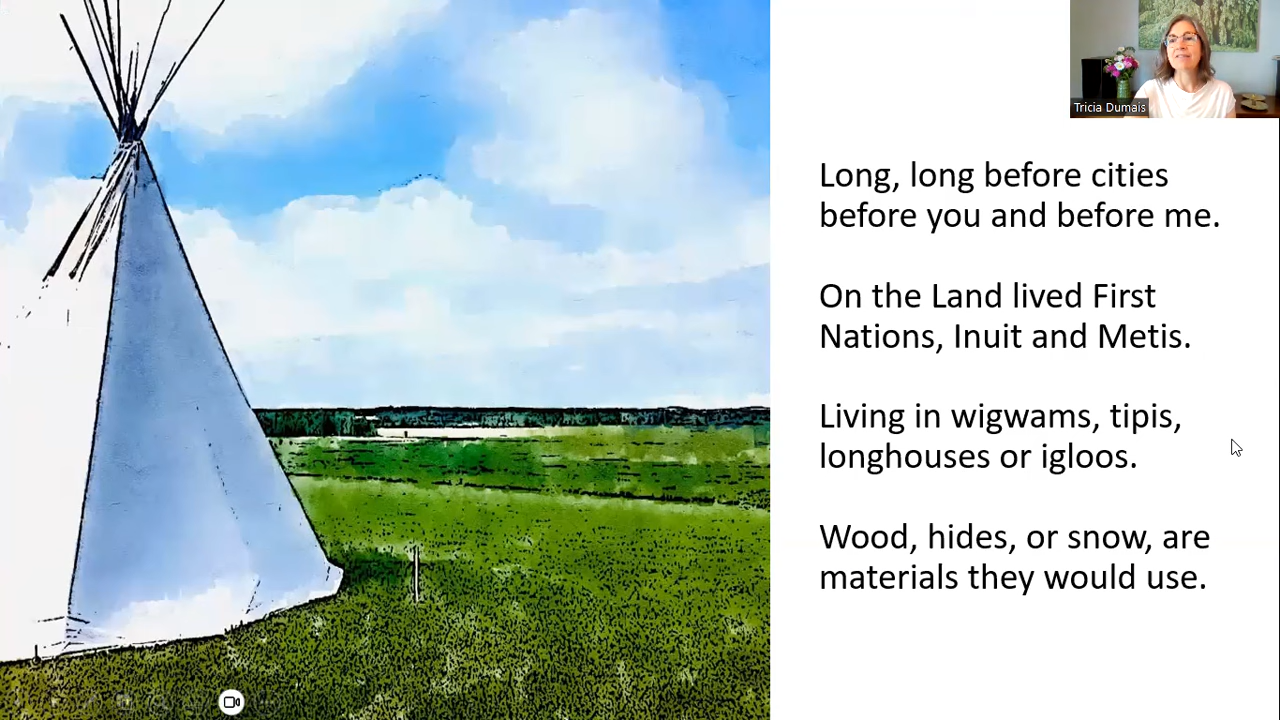 Tricia Dumais
Long, long before cities
before you and before me.
On the Land lived First
Nations, Inuit and Metis.
Living in wigwams, tipis,
longhouses or igloos.
Wood, hides, or snow, are
materials they would use.